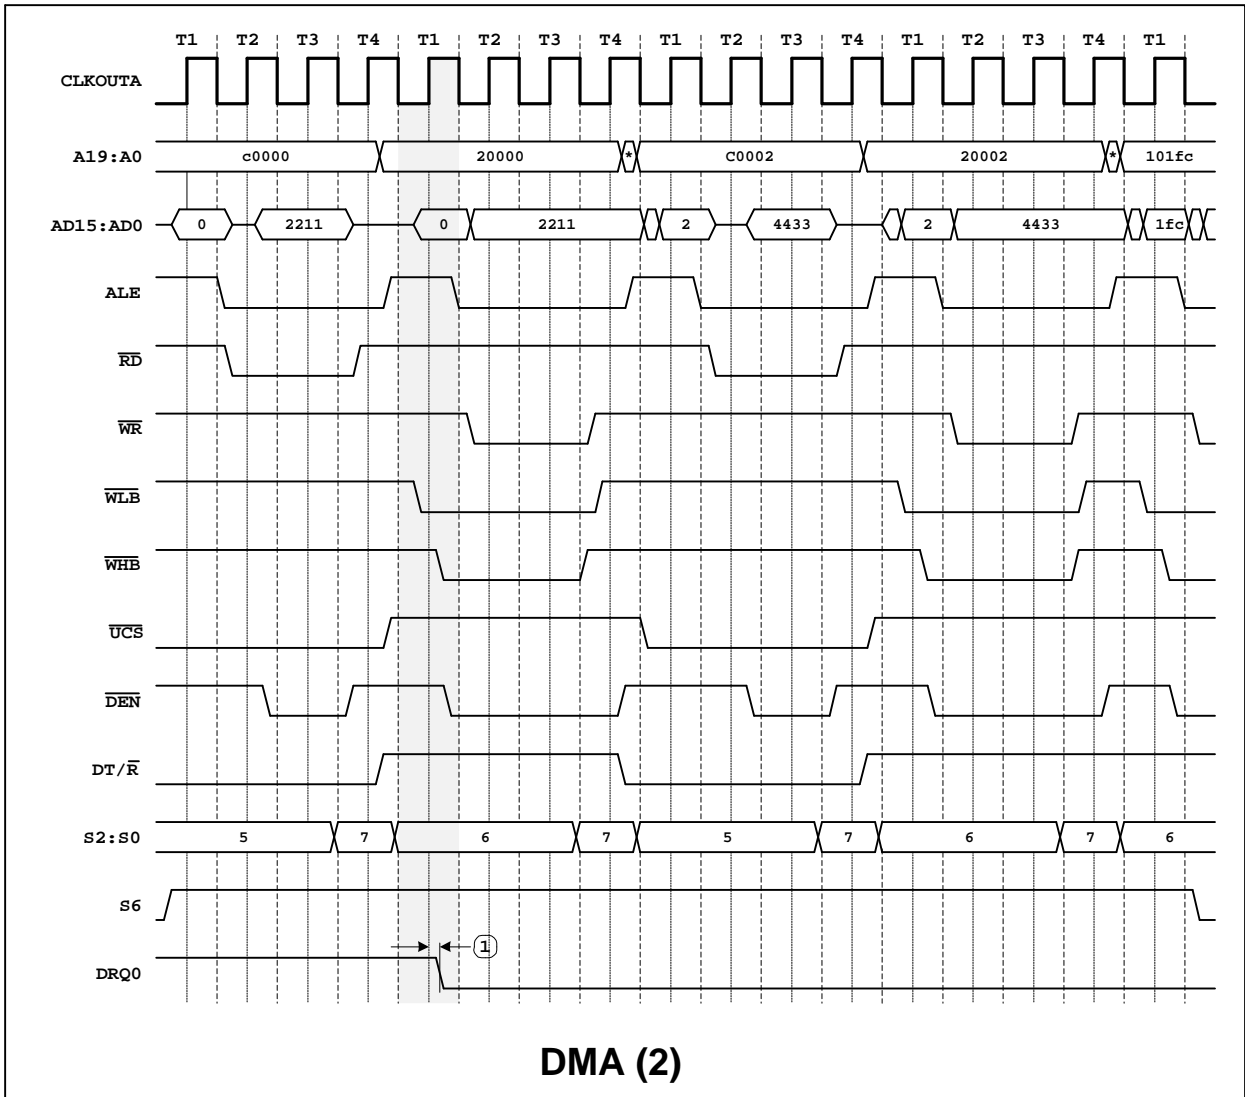 T1 T2 T3 T4 T1 T2 T3 T4 T1 T2 T3 T4 T1 T2 T3 T4 T1
CLKOUTA
A19:A0 c0000 20000 * C0002 20002 * 101fc
AD15:AD0 0 2211 0 2211 2 4433 2 4433 1fc
ALE
RD
WR
WLB
WHB
UCS
DEN
DT/R
S2:S0 5 7 6 7 5 7 6 7 6
S6
1
DRQ0
DMA (2)